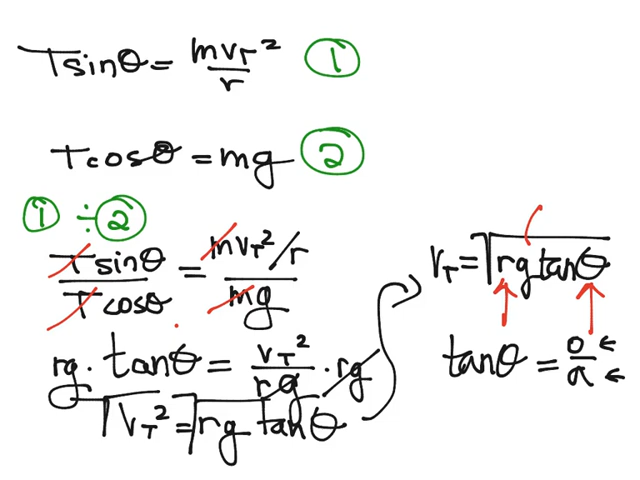 Tsinθ = mv_T²/r ①
Tcosθ = mg ②
① ÷ ②
Tsinθ/Tcosθ = (mv_T²/r)/(mg)
rg · tanθ = v_T²/rg · rg
√v_T² = √rg tanθ
v_T = √rg tanθ
tanθ = o/a